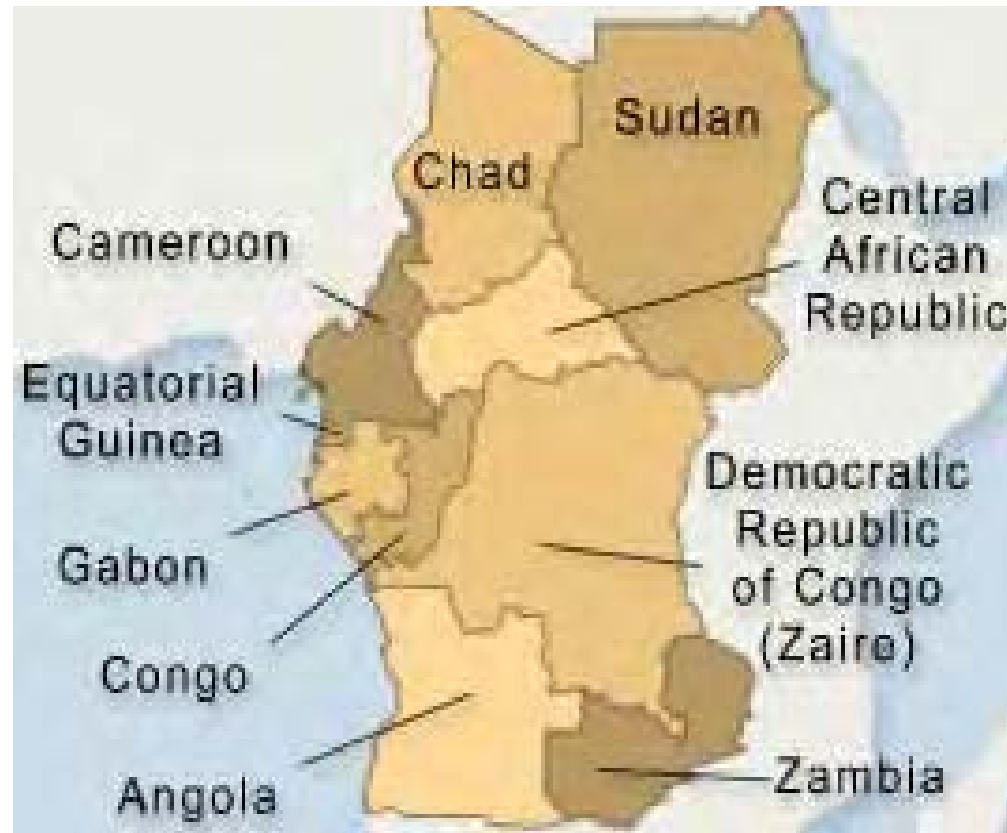 Sudan
Chad
Central
African
Republic
Cameroon
Equatorial
Guinea
Democratic
Republic
of Congo
(Zaire)
Gabon
Congo
Angola
Zambia